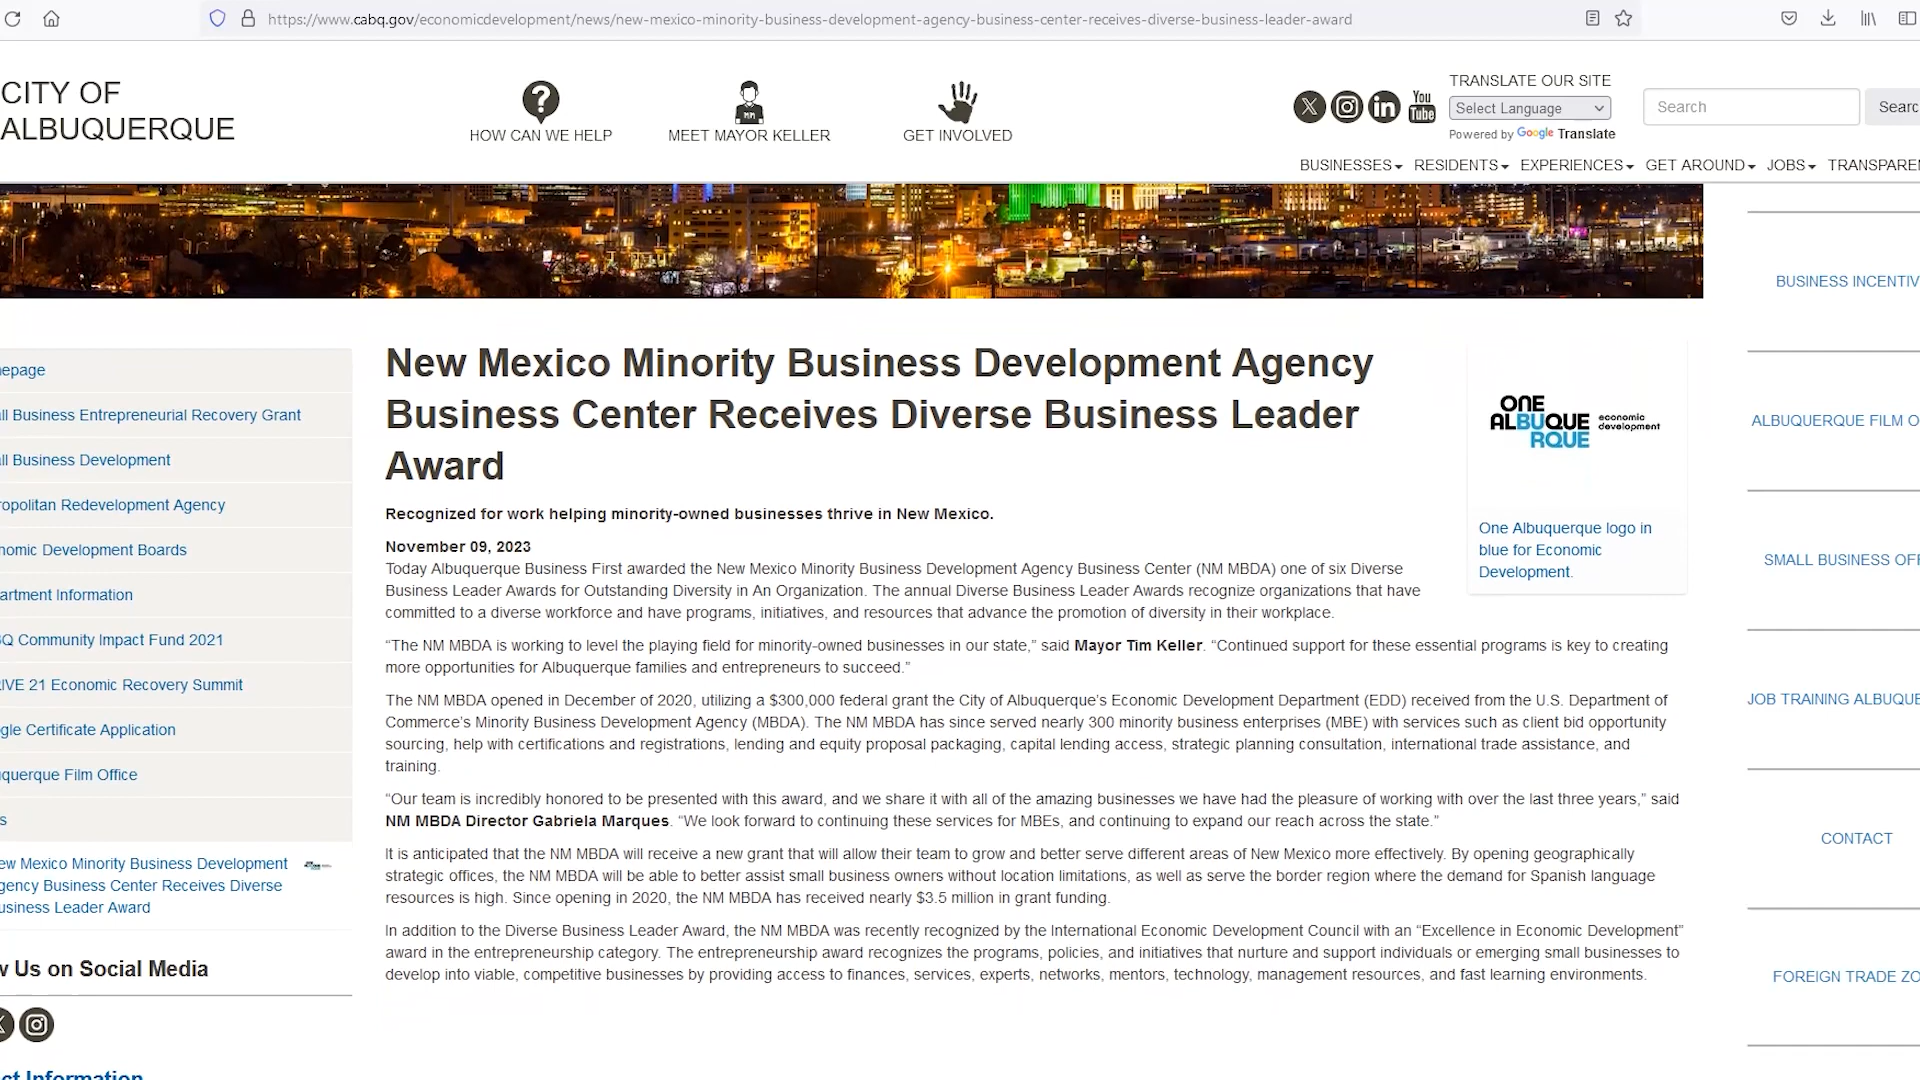 https://www.cabq.gov/economicdevelopment/news/new-mexico-minority-business-development-agency-business-center-receives-diverse-business-leader-award
CITY OF
ALBUQUERQUE
HOW CAN WE HELP
MEET MAYOR KELLER
GET INVOLVED
You
Tube
TRANSLATE OUR SITE
Select Language
Powered by Google Translate
Search
Searc
BUSINESSES RESIDENTS EXPERIENCES GET AROUND JOBS TRANSPAREN
epage
ll Business Entrepreneurial Recovery Grant
ll Business Development
ropolitan Redevelopment Agency
nomic Development Boards
artment Information
Q Community Impact Fund 2021
IVE 21 Economic Recovery Summit
gle Certificate Application
querque Film Office
s
ew Mexico Minority Business Development
gency Business Center Receives Diverse
usiness Leader Award
w Us on Social Media
ct Information
New Mexico Minority Business Development Agency
Business Center Receives Diverse Business Leader
Award
Recognized for work helping minority-owned businesses thrive in New Mexico.
November 09, 2023
Today Albuquerque Business First awarded the New Mexico Minority Business Development Agency Business Center (NM MBDA) one of six Diverse
Business Leader Awards for Outstanding Diversity in An Organization. The annual Diverse Business Leader Awards recognize organizations that have
committed to a diverse workforce and have programs, initiatives, and resources that advance the promotion of diversity in their workplace.
“The NM MBDA is working to level the playing field for minority-owned businesses in our state,” said Mayor Tim Keller. “Continued support for these essential programs is key to creating
more opportunities for Albuquerque families and entrepreneurs to succeed.”
The NM MBDA opened in December of 2020, utilizing a $300,000 federal grant the City of Albuquerque’s Economic Development Department (EDD) received from the U.S. Department of
Commerce’s Minority Business Development Agency (MBDA). The NM MBDA has since served nearly 300 minority business enterprises (MBE) with services such as client bid opportunity
sourcing, help with certifications and registrations, lending and equity proposal packaging, capital lending access, strategic planning consultation, international trade assistance, and
training.
“Our team is incredibly honored to be presented with this award, and we share it with all of the amazing businesses we have had the pleasure of working with over the last three years,” said
NM MBDA Director Gabriela Marques. “We look forward to continuing these services for MBEs, and continuing to expand our reach across the state.”
It is anticipated that the NM MBDA will receive a new grant that will allow their team to grow and better serve different areas of New Mexico more effectively. By opening geographically
strategic offices, the NM MBDA will be able to better assist small business owners without location limitations, as well as serve the border region where the demand for Spanish language
resources is high. Since opening in 2020, the NM MBDA has received nearly $3.5 million in grant funding.
In addition to the Diverse Business Leader Award, the NM MBDA was recently recognized by the International Economic Development Council with an “Excellence in Economic Development”
award in the entrepreneurship category. The entrepreneurship award recognizes the programs, policies, and initiatives that nurture and support individuals or emerging small businesses to
develop into viable, competitive businesses by providing access to finances, services, experts, networks, mentors, technology, management resources, and fast learning environments.
ONE
ALBUQUE
RQUE
economic
development
One Albuquerque logo in
blue for Economic
Development.
BUSINESS INCENTIV
ALBUQUERQUE FILM O
SMALL BUSINESS OFF
JOB TRAINING ALBUQUE
CONTACT
FOREIGN TRADE ZO